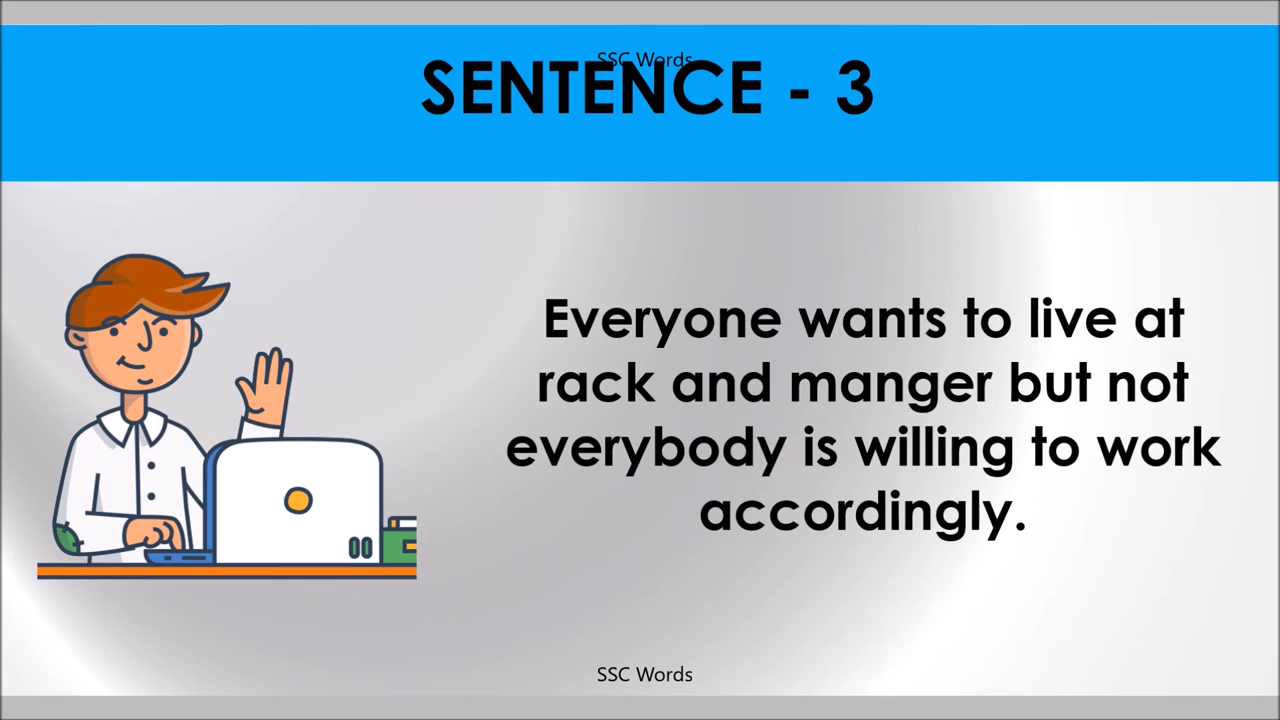 SSC Words
SENTENCE - 3
Everyone wants to live at
rack and manger but not
everybody is willing to work
accordingly.
SSC Words